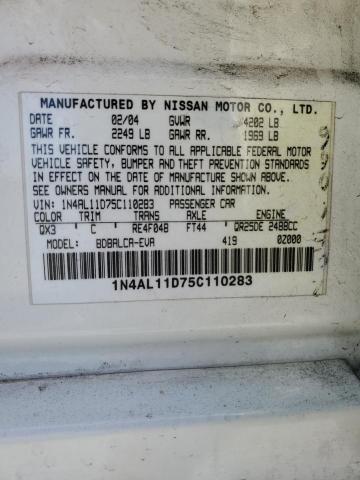 MANUFACTURED BY NISSAN MOTOR CO., LTD.
DATE 02/04 GVWR 4202 LB
GAWR FR. 2249 LB GAWR RR. 1969 LB
THIS VEHICLE CONFORMS TO ALL APPLICABLE FEDERAL MOTOR
VEHICLE SAFETY, BUMPER AND THEFT PREVENTION STANDARDS
IN EFFECT ON THE DATE OF MANUFACTURE SHOWN ABOVE.
SEE OWNERS MANUAL FOR ADDITIONAL INFORMATION.
VIN: 1N4AL11D75C110283 PASSENGER CAR
COLOR TRIM TRANS AXLE ENGINE
QX3 C RE4F04B FT44 QR25DE 2488CC
MODEL: BDBALCA-EVA 419 0Z000
1N4AL11D75C110283